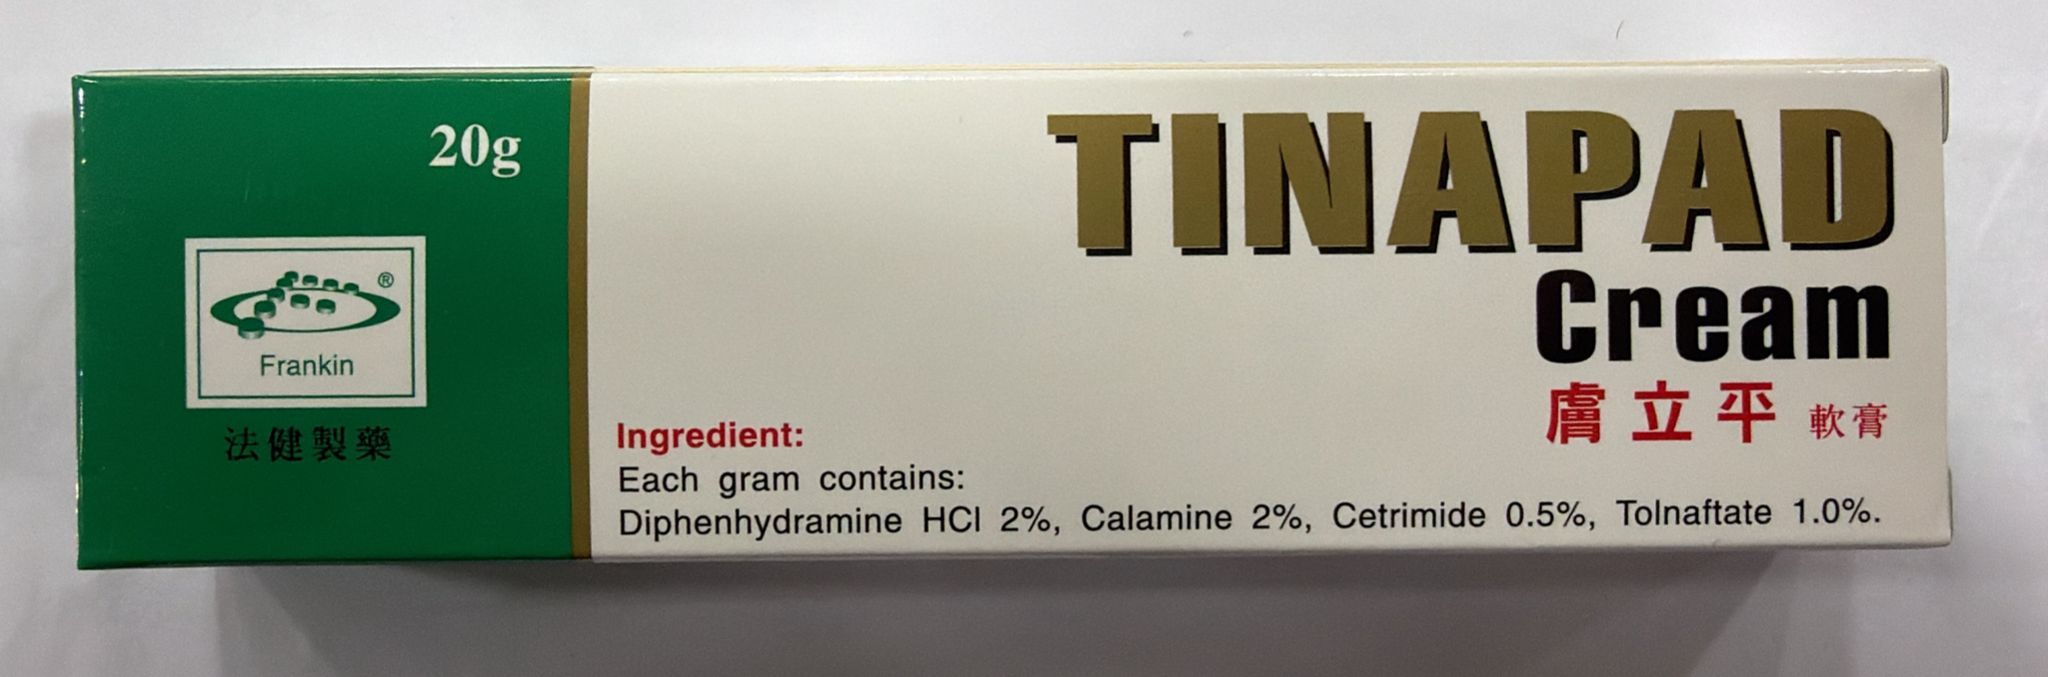 20g
®
Frankin
法健製藥
TINAPAD
Cream
膚立平 軟膏
Ingredient:
Each gram contains:
Diphenhydramine HCl 2%, Calamine 2%, Cetrimide 0.5%, Tolnaftate 1.0%.